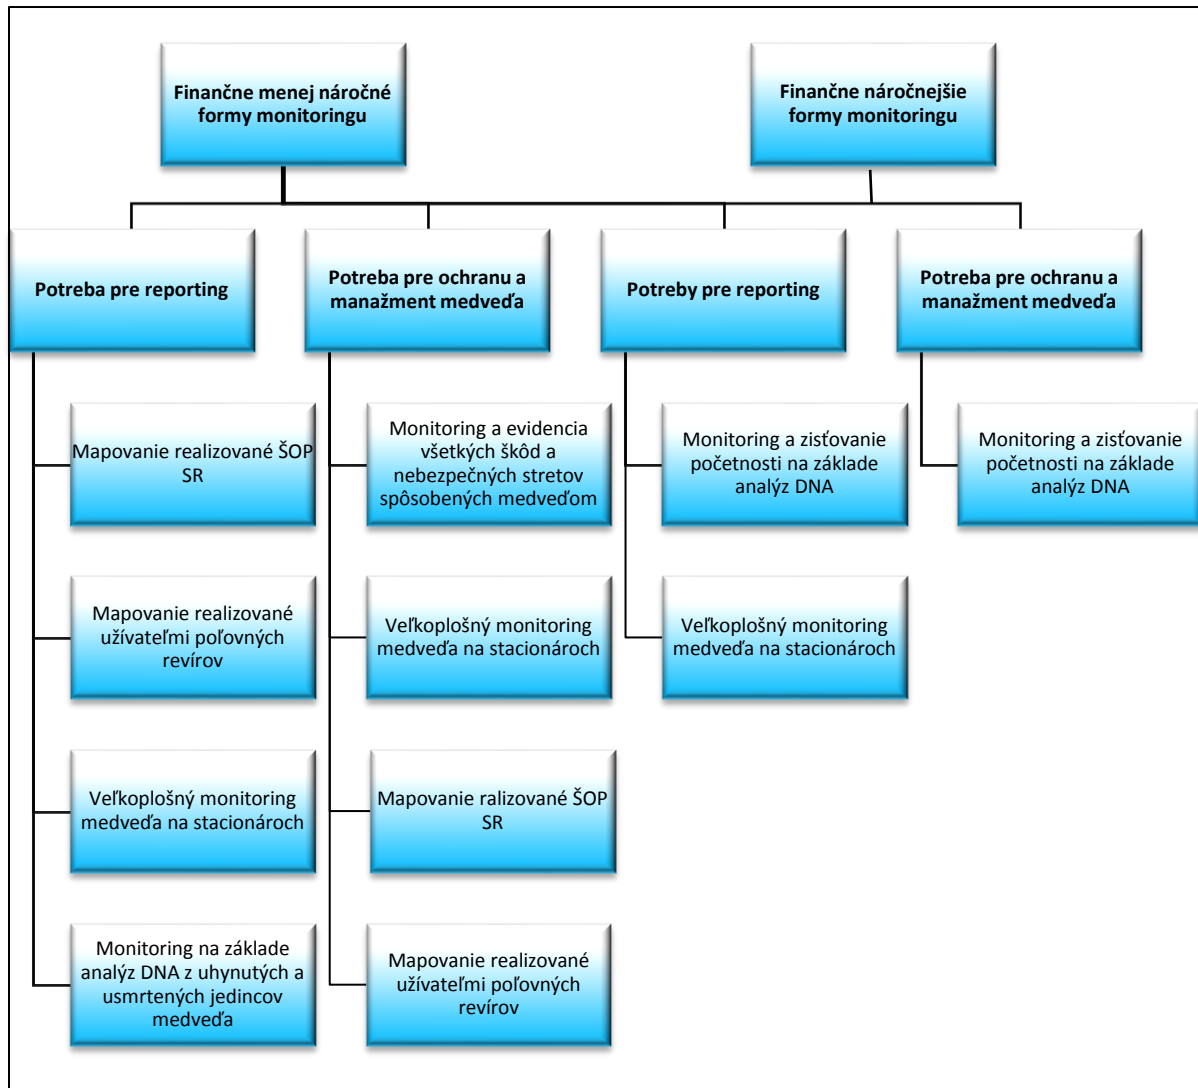 Finančne menej náročné
formy monitoringu
Finančne náročnejšie
formy monitoringu
Potreba pre reporting
Potreba pre ochranu a
manažment medveďa
Potreby pre reporting
Potreba pre ochranu a
manažment medveďa
Mapovanie realizované ŠOP
SR
Monitoring a evidencia
všetkých škôd a
nebezpečných stretov
spôsobených medveďom
Monitoring a zisťovanie
početnosti na základe
analýz DNA
Monitoring a zisťovanie
početnosti na základe
analýz DNA
Mapovanie realizované
užívateľmi poľovných
revírov
Veľkoplošný monitoring
medveďa na stacionároch
Veľkoplošný monitoring
medveďa na stacionároch
Veľkoplošný monitoring
medveďa na stacionároch
Mapovanie ralizované ŠOP
SR
Monitoring na základe
analýz DNA z uhynutých a
usmrtených jedincov
medveďa
Mapovanie realizované
užívateľmi poľovných
revírov